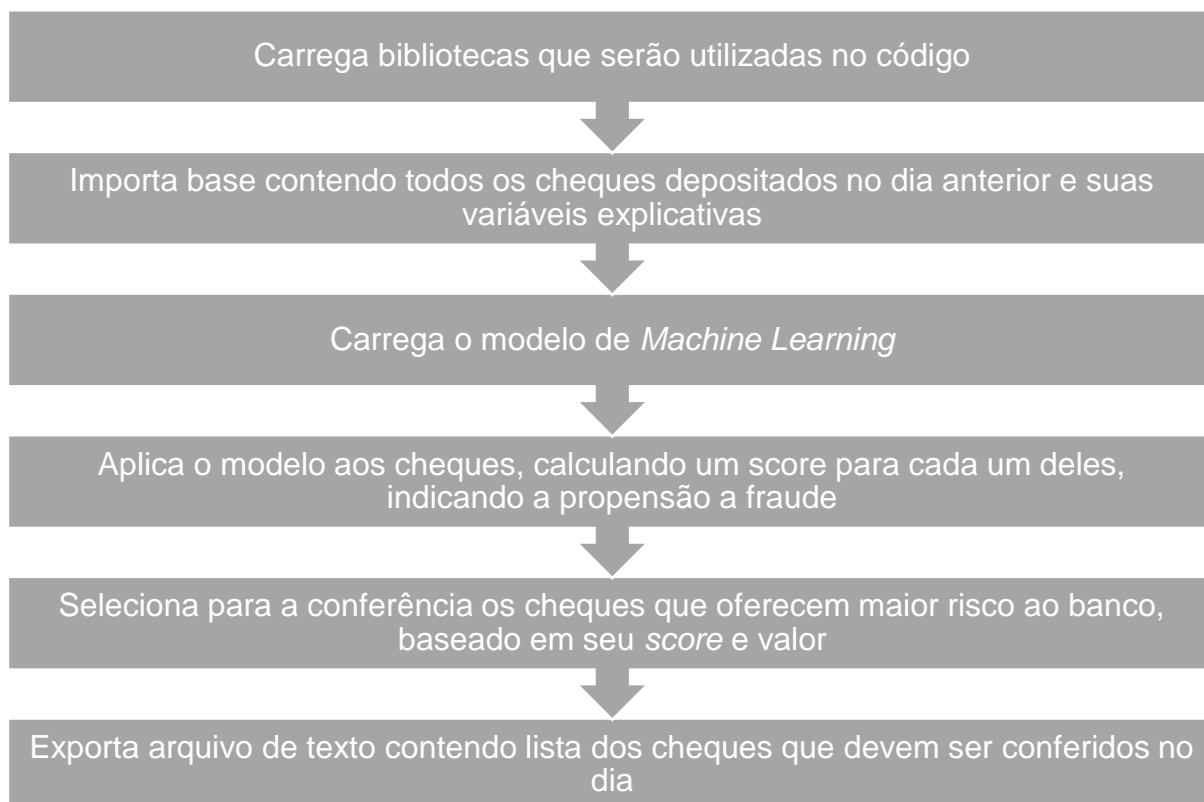 Carrega bibliotecas que serão utilizadas no código
Importa base contendo todos os cheques depositados no dia anterior e suas
variáveis explicativas
Carrega o modelo de Machine Learning
Aplica o modelo aos cheques, calculando um score para cada um deles,
indicando a propensão a fraude
Seleciona para a conferência os cheques que oferecem maior risco ao banco,
baseado em seu score e valor
Exporta arquivo de texto contendo lista dos cheques que devem ser conferidos no
dia